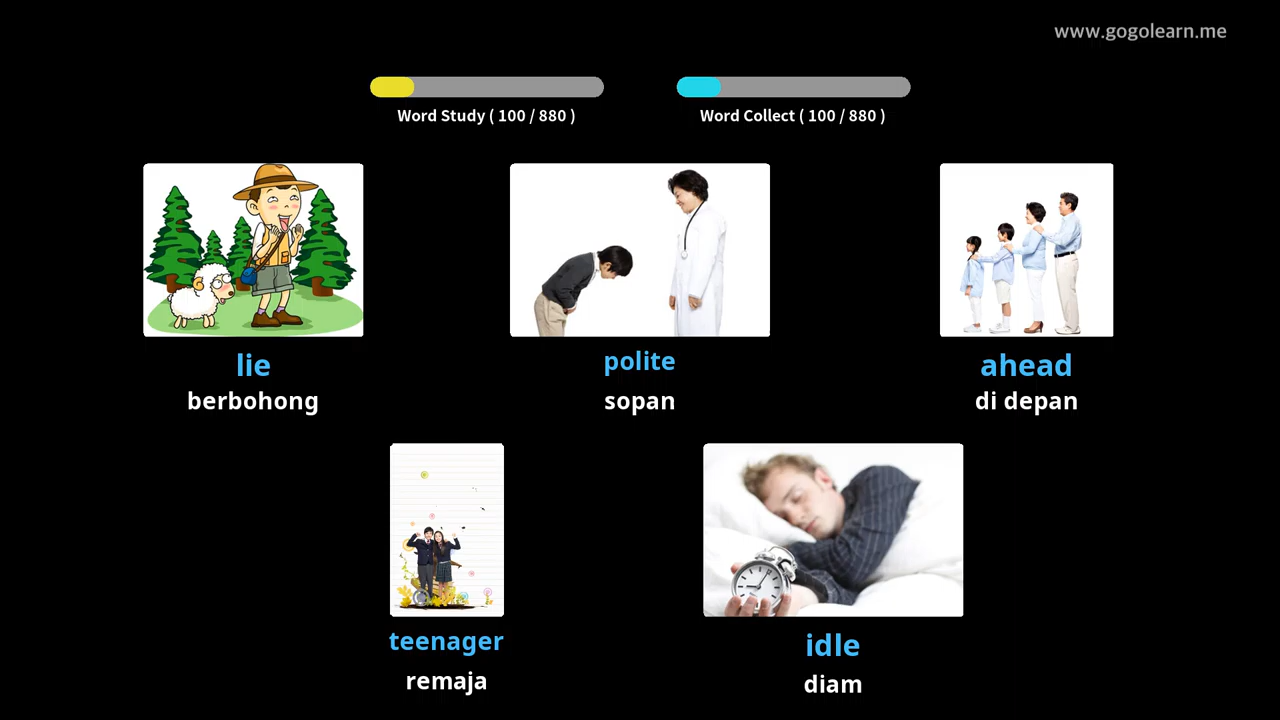 www.gogolearn.me
Word Study ( 100 / 880 )
Word Collect ( 100 / 880 )
lie
berbohong
polite
sopan
ahead
di depan
teenager
remaja
idle
diam